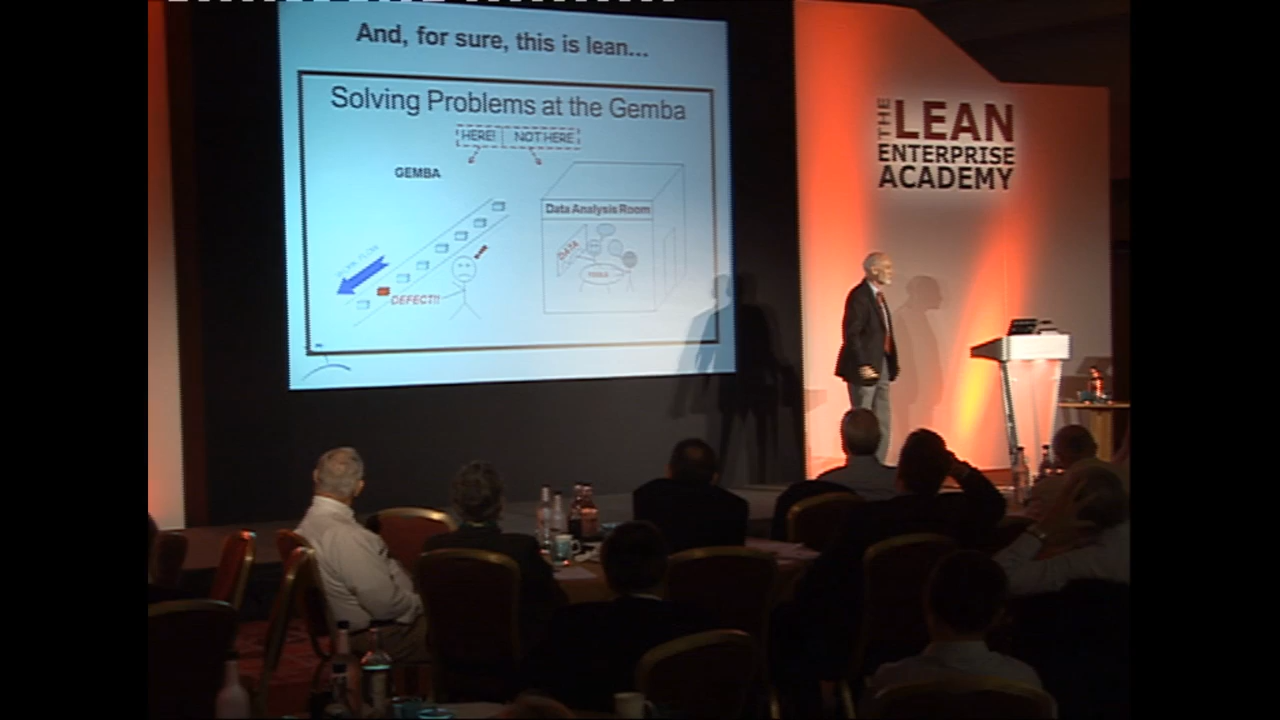 And, for sure, this is lean...
Solving Problems at the Gemba
HERE! NOT HERE
GEMBA
Data Analysis Room
DATA
TOOLS
DEFECT!!
THE LEAN
ENTERPRISE
ACADEMY